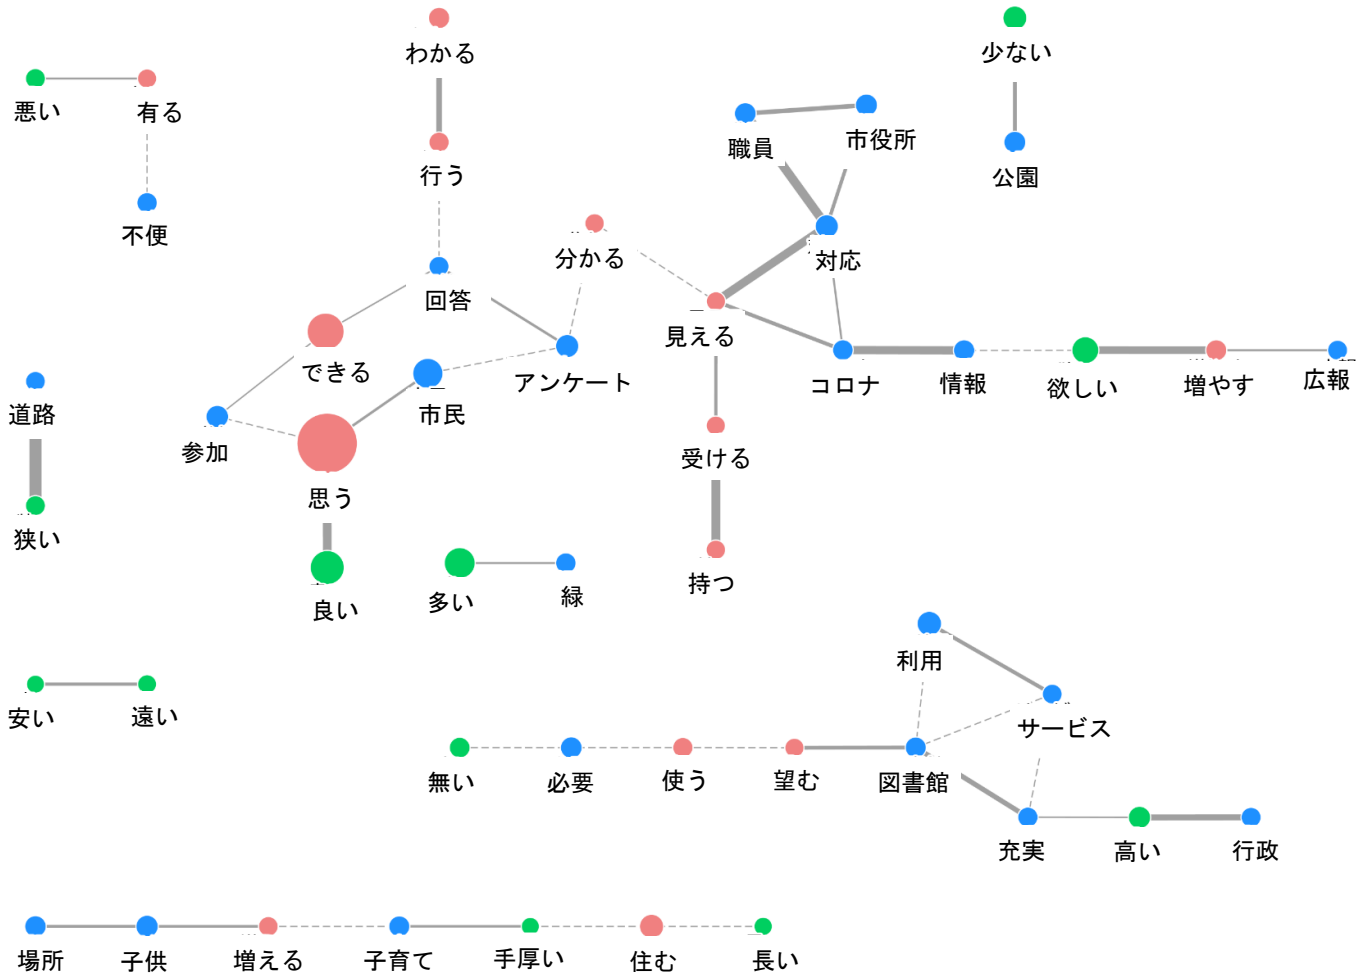 わかる
少ない
悪い
有る
職員
市役所
行う
公園
不便
分かる
対応
回答
見える
できる
アンケート
コロナ
情報
欲しい
増やす
広報
道路
市民
参加
受ける
思う
狭い
持つ
良い
多い
緑
利用
安い
遠い
サービス
無い
必要
使う
望む
図書館
充実
高い
行政
場所
子供
増える
子育て
手厚い
住む
長い